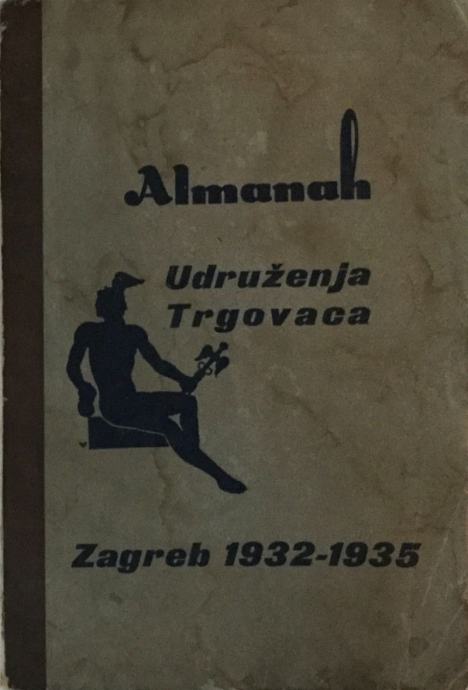 Almanah
Udruženja
Trgovaca
Zagreb 1932-1935